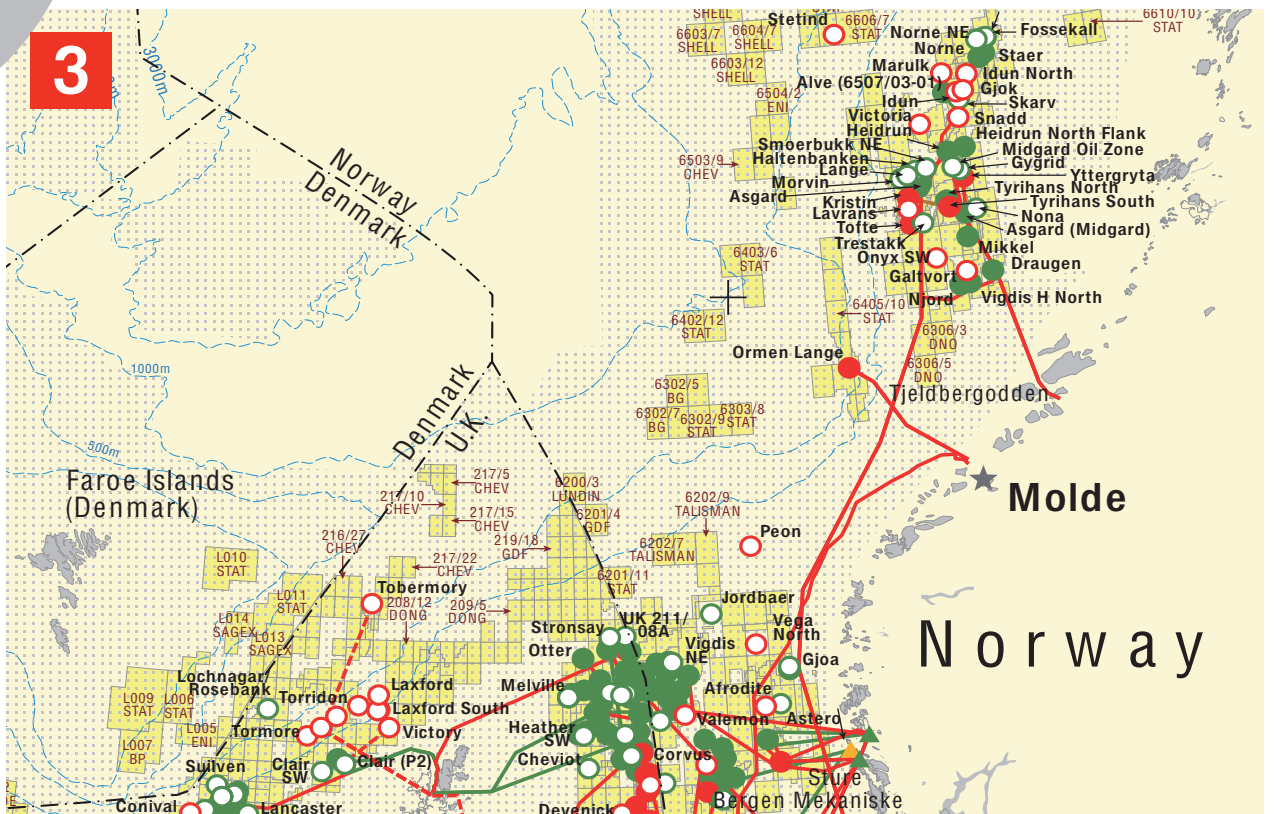 3
3000m
Norway
Denmark
1000m
Denmark
U.K.
500m
Faroe Islands
(Denmark)
SHELL
6603/7
SHELL
6604/7
SHELL
6603/12
SHELL
6504/2
ENI
6503/9
CHEV
Stetind
6606/7
STAT
6610/10
STAT
Norne NE
Fossekall
Norne
Staer
Marulk
Idun North
Alve (6507/03-01)
Gjok
Idun
Skarv
Victoria
Snadd
Heidrun
Heidrun North Flank
Smoerbukk NE
Midgard Oil Zone
Haltenbanken
Gygrid
Lange
Yttergryta
Morvin
Tyrihans North
Asgard
Tyrihans South
Kristin
Lavrans
Nona
Tofte
Asgard (Midgard)
Trestakk
Mikkel
Onyx SW
Draugen
Galtvort
Njord
Vigdis H North
6403/6
STAT
6402/12
STAT
6405/10
STAT
6306/3
DNO
6306/5
DNO
Ormen Lange
Tjeldbergodden
6302/5
BG
6302/7
BG
6302/9
STAT
6303/8
STAT
Molde
Norway
217/5
CHEV
217/10
CHEV
217/15
CHEV
216/27
CHEV
217/22
CHEV
6200/3
LUNDIN
6201/4
GDF
219/18
GDF
6202/9
TALISMAN
6202/7
TALISMAN
6201/11
STAT
Peon
L010
STAT
L011
STAT
L014
SAGEX
L013
SAGEX
Tobermory
208/12
DONG
209/5
DONG
Jordbaer
Stronsay
UK 211/
08A
Vega
North
Otter
Vigdis
NE
Gjoa
Lochnagar/
Rosebank
Torridon
Laxford
Laxford South
Melville
Afrodite
L009
STAT
L006
STAT
L005
ENI
L007
BP
Tormore
Victory
Heather
SW
Valemon
Astero
Suilven
Clair
SW
Clair (P2)
Cheviot
Corvus
Sture
Conival
Lancaster
Devenick
Bergen Mekaniske